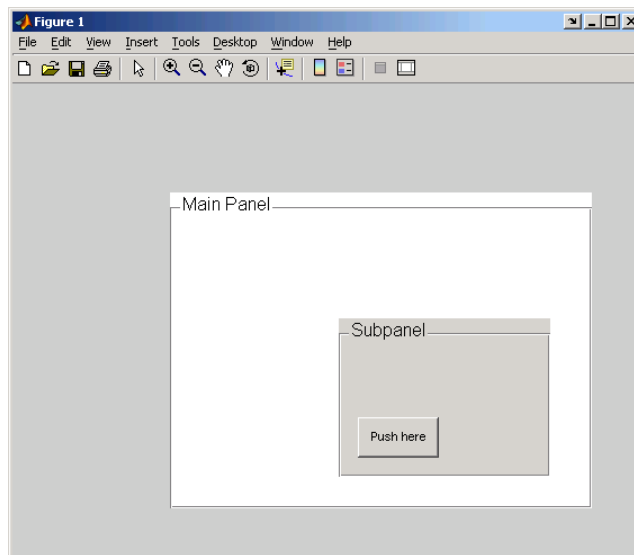 Figure 1
File Edit View Insert Tools Desktop Window Help
Main Panel
Subpanel
Push here